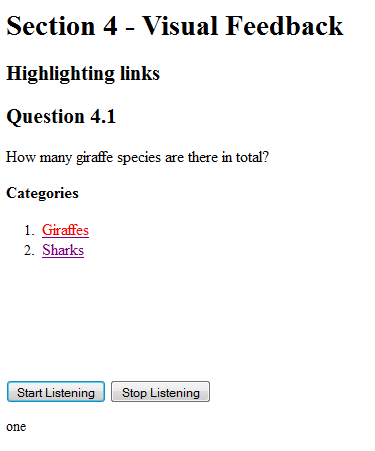 Section 4 - Visual Feedback
Highlighting links
Question 4.1
How many giraffe species are there in total?
Categories
1. Giraffes
2. Sharks
Start Listening Stop Listening
one